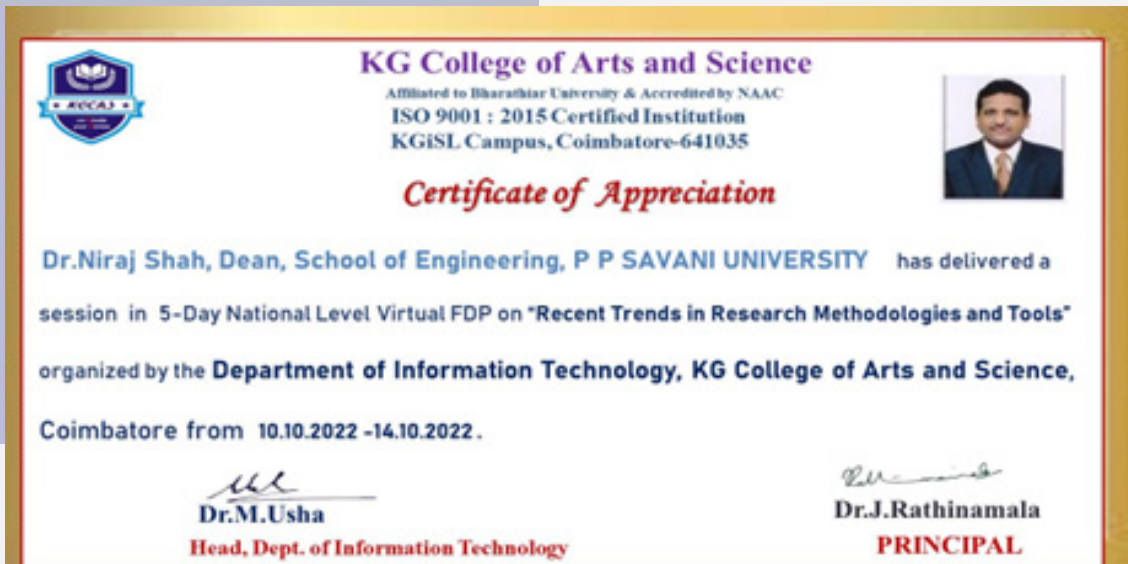 KG College of Arts and Science
Affiliated to Bharathiar University & Accredited by NAAC
ISO 9001 : 2015 Certified Institution
KGiSL Campus, Coimbatore-641035
KGCAS
Certificate of Appreciation
Dr.Niraj Shah, Dean, School of Engineering, P P SAVANI UNIVERSITY has delivered a
session in 5-Day National Level Virtual FDP on "Recent Trends in Research Methodologies and Tools"
organized by the Department of Information Technology, KG College of Arts and Science,
Coimbatore from 10.10.2022 -14.10.2022.
Dr.M.Usha
Head, Dept. of Information Technology
Dr.J.Rathinamala
PRINCIPAL